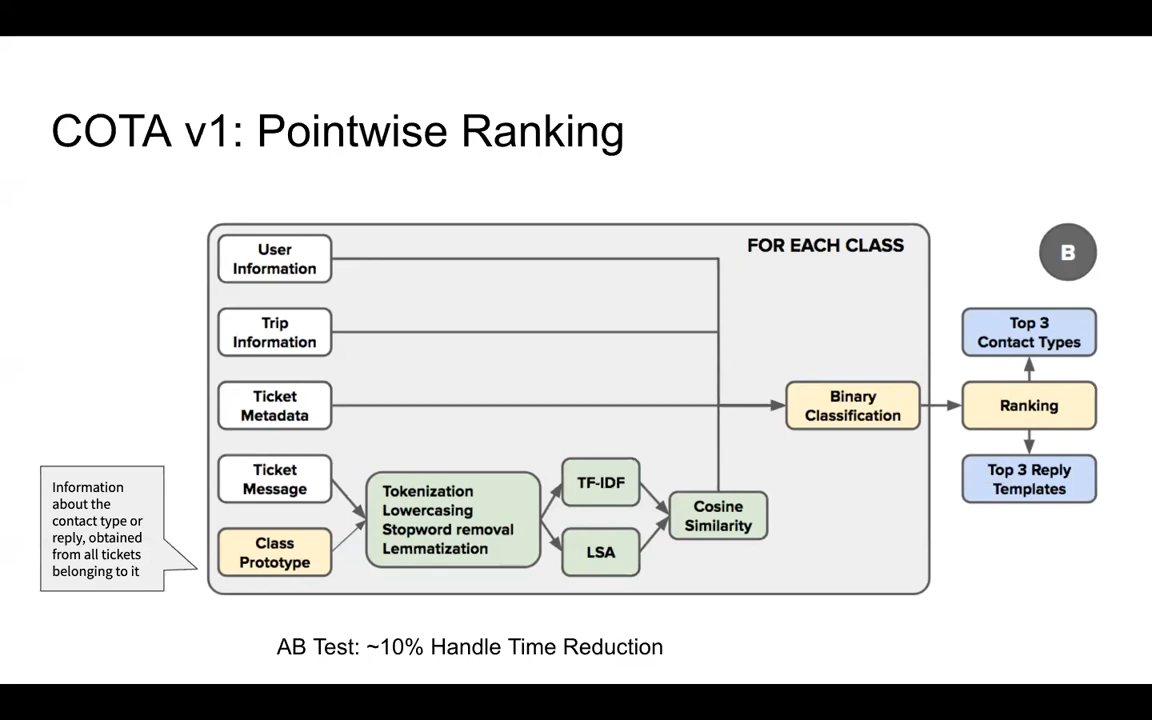 COTA v1: Pointwise Ranking
FOR EACH CLASS
B
User
Information
Trip
Information
Ticket
Metadata
Ticket
Message
Class
Prototype
Information
about the
contact type or
reply, obtained
from all tickets
belonging to it
Tokenization
Lowercasing
Stopword removal
Lemmatization
TF-IDF
LSA
Cosine
Similarity
Binary
Classification
Ranking
Top 3
Contact Types
Top 3 Reply
Templates
AB Test: ~10% Handle Time Reduction